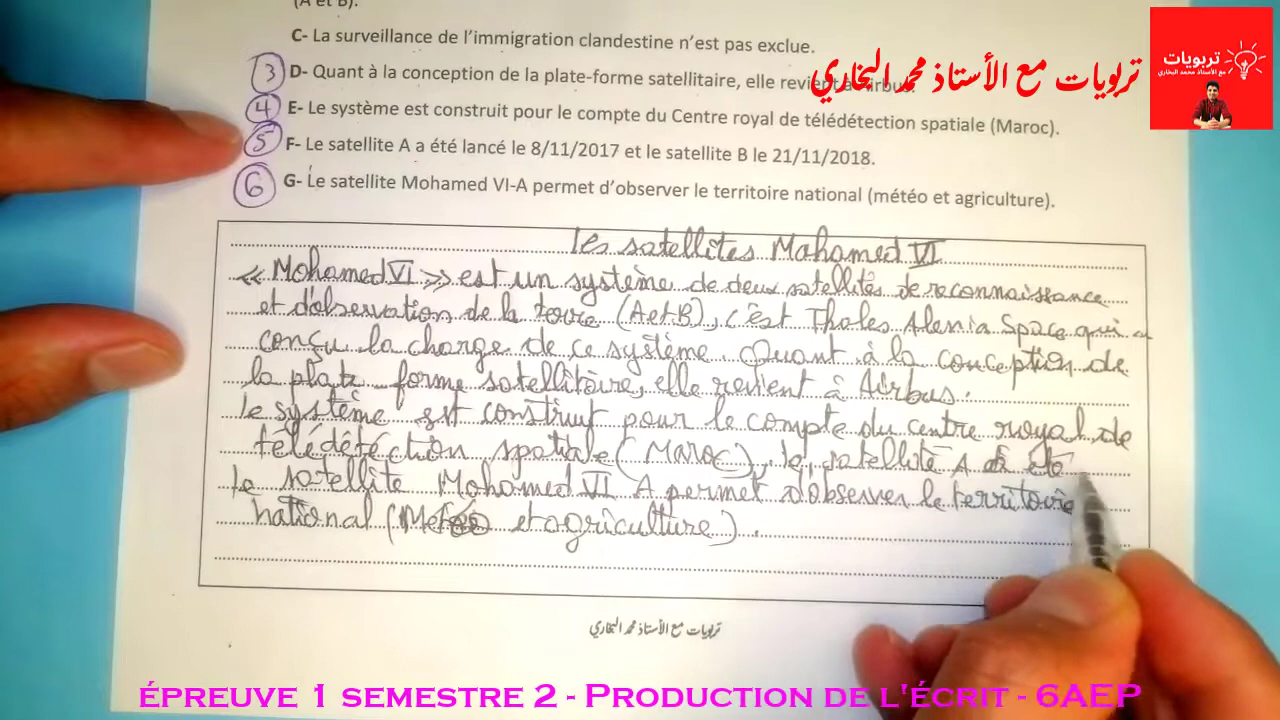 (A et B).
C- La surveillance de l'immigration clandestine n'est pas exclue.
3 D- Quant à la conception de la plate-forme satellitaire, elle revient à Airbus.
تربويات مع الأستاذ محمد البخاري
تربويات
مع الأستاذ محمد البخاري
4 E- Le système est construit pour le compte du Centre royal de télédétection spatiale (Maroc).
5 F- Le satellite A a été lancé le 8/11/2017 et le satellite B le 21/11/2018.
6 G- Le satellite Mohamed VI-A permet d'observer le territoire national (météo et agriculture).
les satellites Mohamed VI
« Mohamed VI » est un système de deux satellites de reconnaissance
et d'observation de la terre (A et B), c'est Thales Alenia Space qui a
conçu la charge de ce système. Quant à la conception de
la plate-forme satellitaire, elle revient à Airbus.
le système est construit pour le compte du centre royal de
télédétection spatiale (Maroc), le satellite A a été
le satellite Mohamed VI A permet d'observer le territoire
national (Météo et agriculture).
تربويات مع الأستاذ محمد البخاري
ÉPREUVE 1 SEMESTRE 2 - PRODUCTION DE L'ÉCRIT - 6AEP